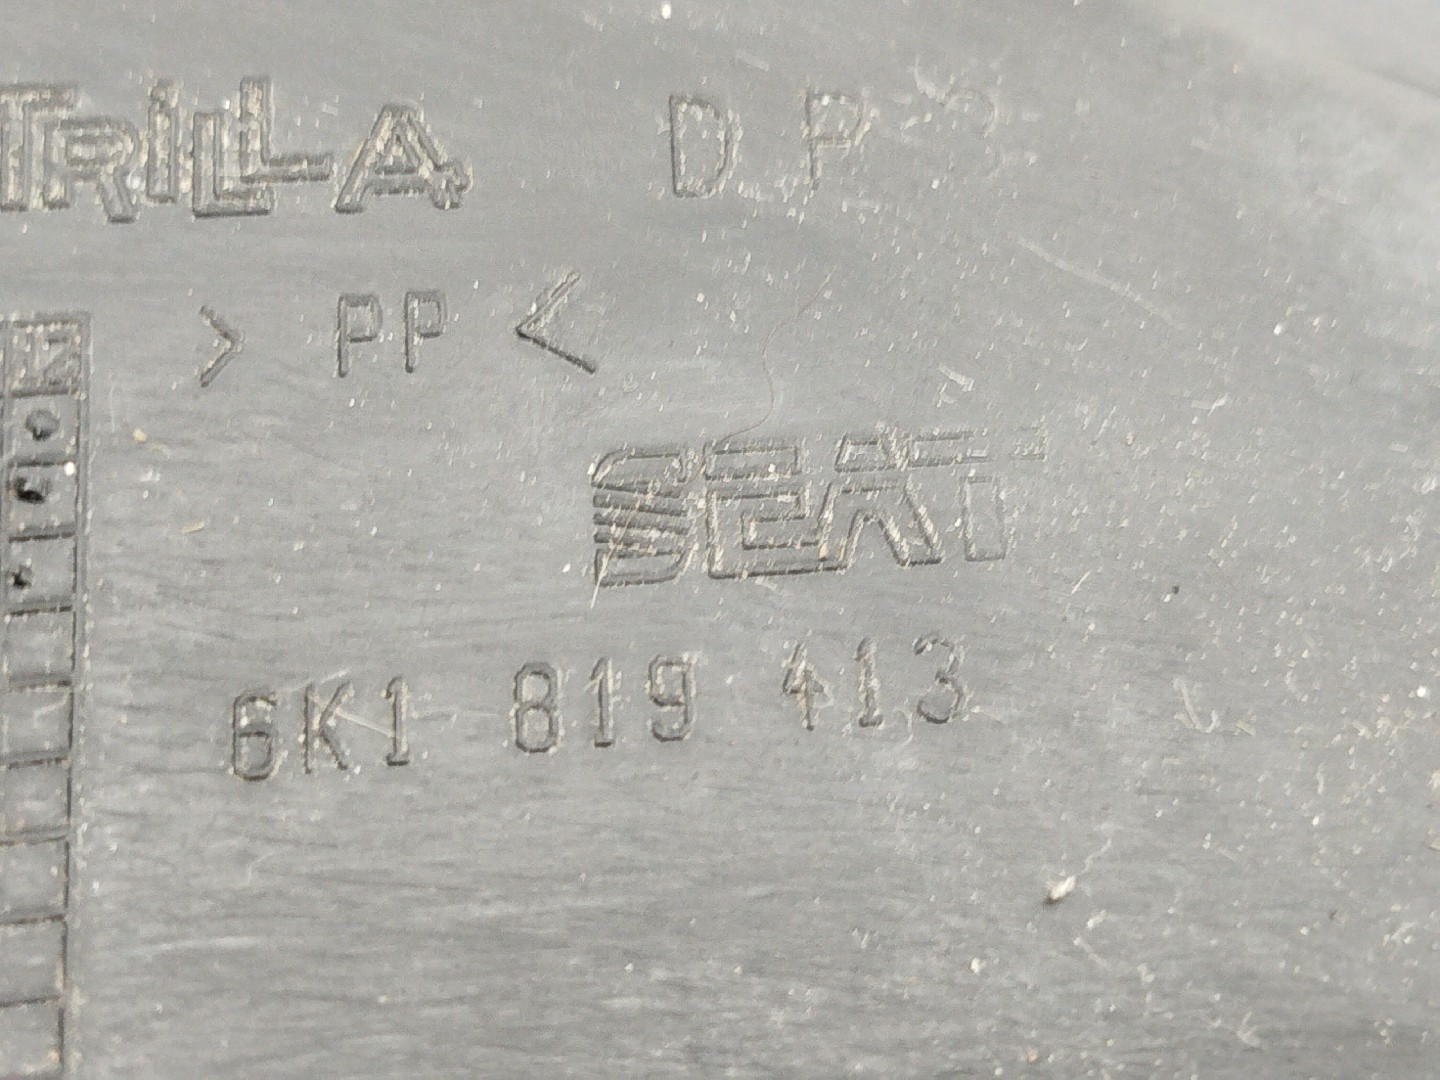 TRILLA D P
> PP <
SEAT
6K1 819 413